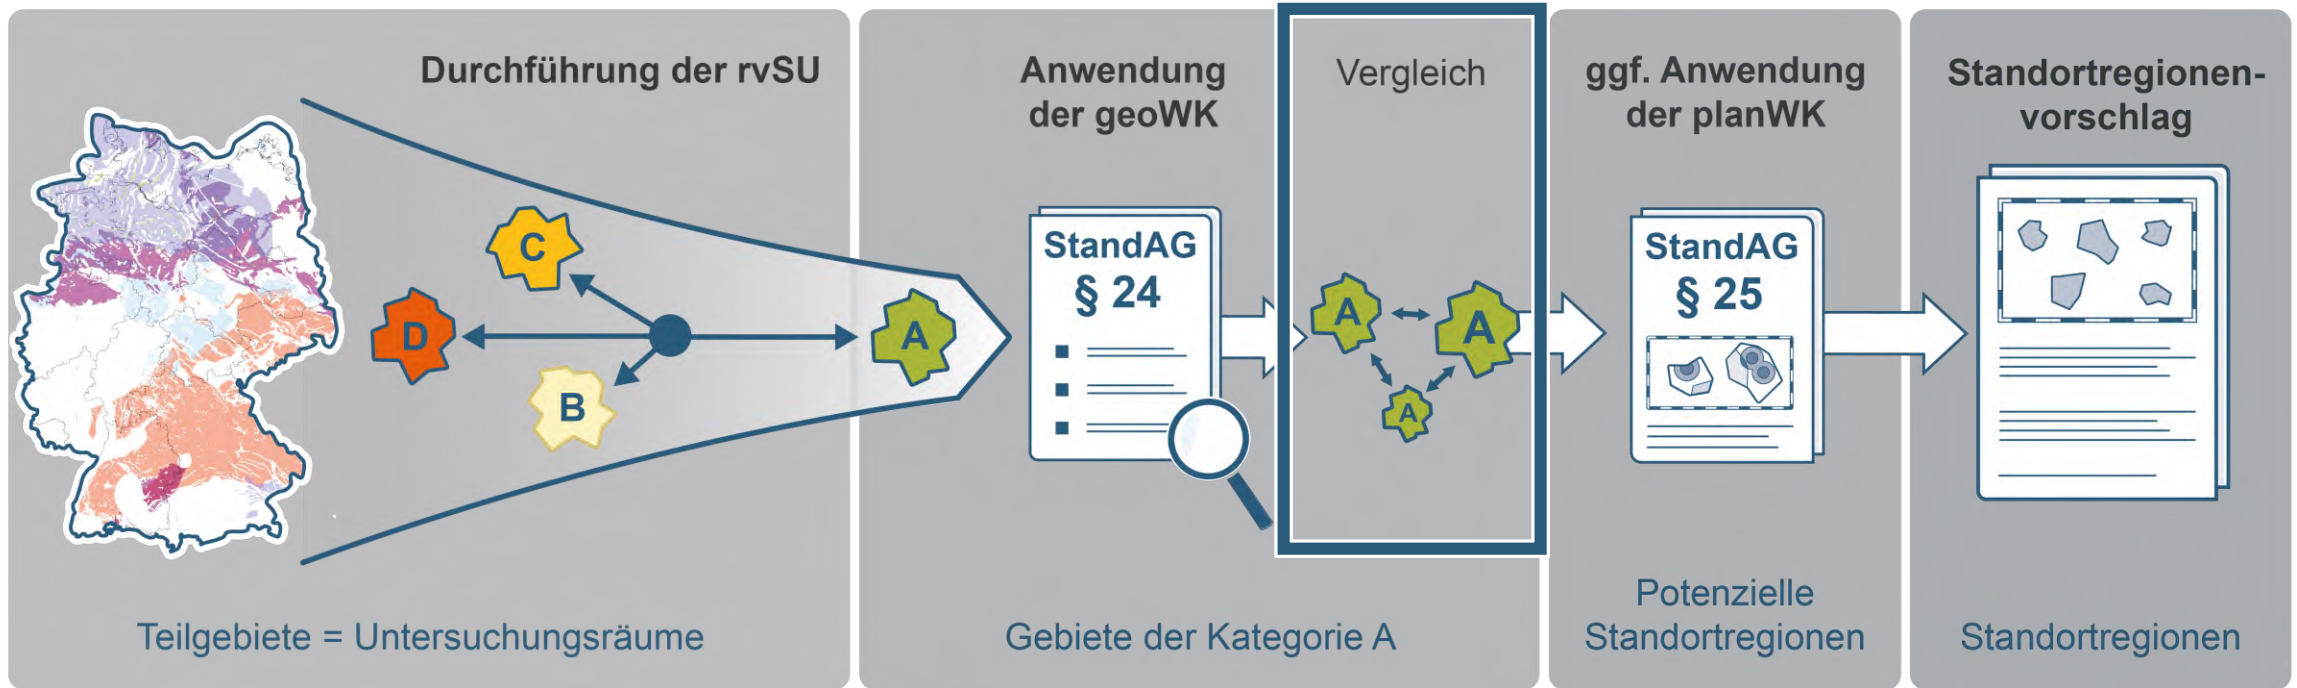 Durchführung der rvSU
C
D
B
A
Teilgebiete = Untersuchungsräume
Anwendung
der geoWK
StandAG
§ 24
Vergleich
A
A
A
Gebiete der Kategorie A
ggf. Anwendung
der planWK
StandAG
§ 25
Potenzielle
Standortregionen
Standortregionen-
vorschlag
Standortregionen